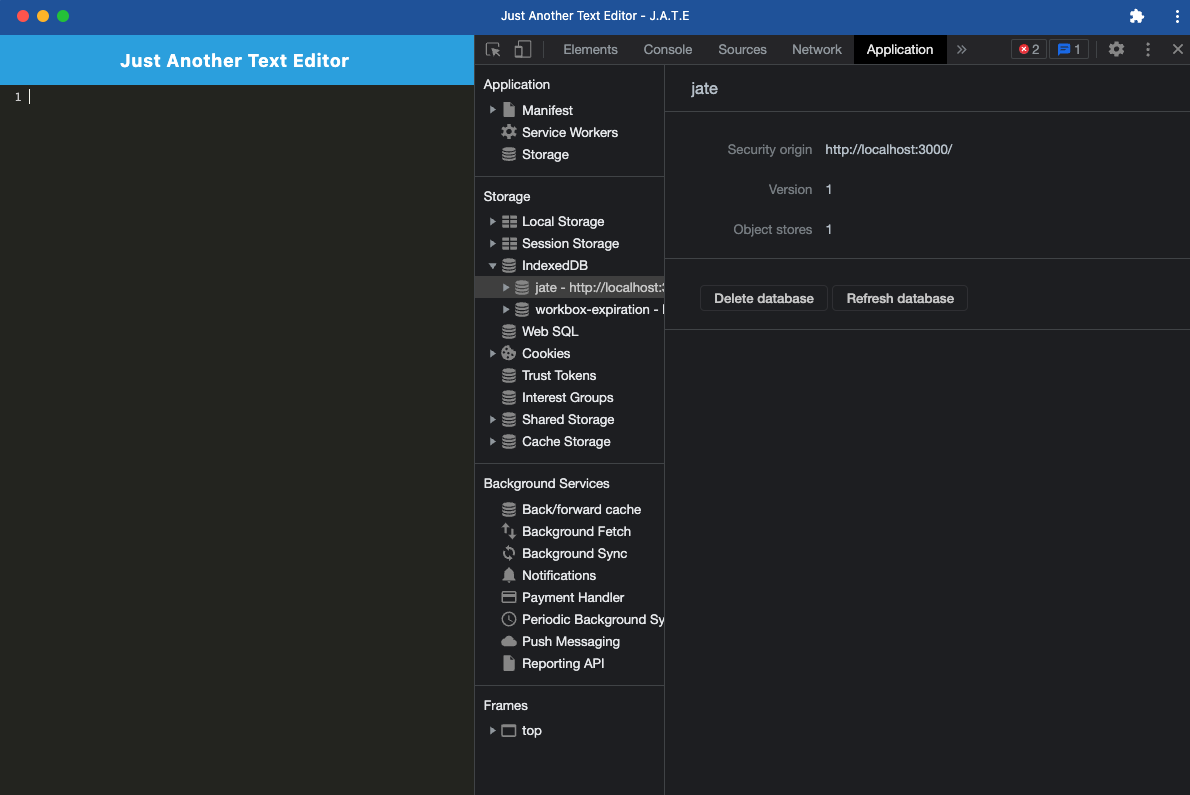 Just Another Text Editor - J.A.T.E
Just Another Text Editor
1
Elements Console Sources Network Application » 2 1
Application
Manifest
Service Workers
Storage
Storage
Local Storage
Session Storage
IndexedDB
jate - http://localhost:3
workbox-expiration -
Web SQL
Cookies
Trust Tokens
Interest Groups
Shared Storage
Cache Storage
Background Services
Back/forward cache
Background Fetch
Background Sync
Notifications
Payment Handler
Periodic Background Sy
Push Messaging
Reporting API
Frames
top
jate
Security origin http://localhost:3000/
Version 1
Object stores 1
Delete database Refresh database